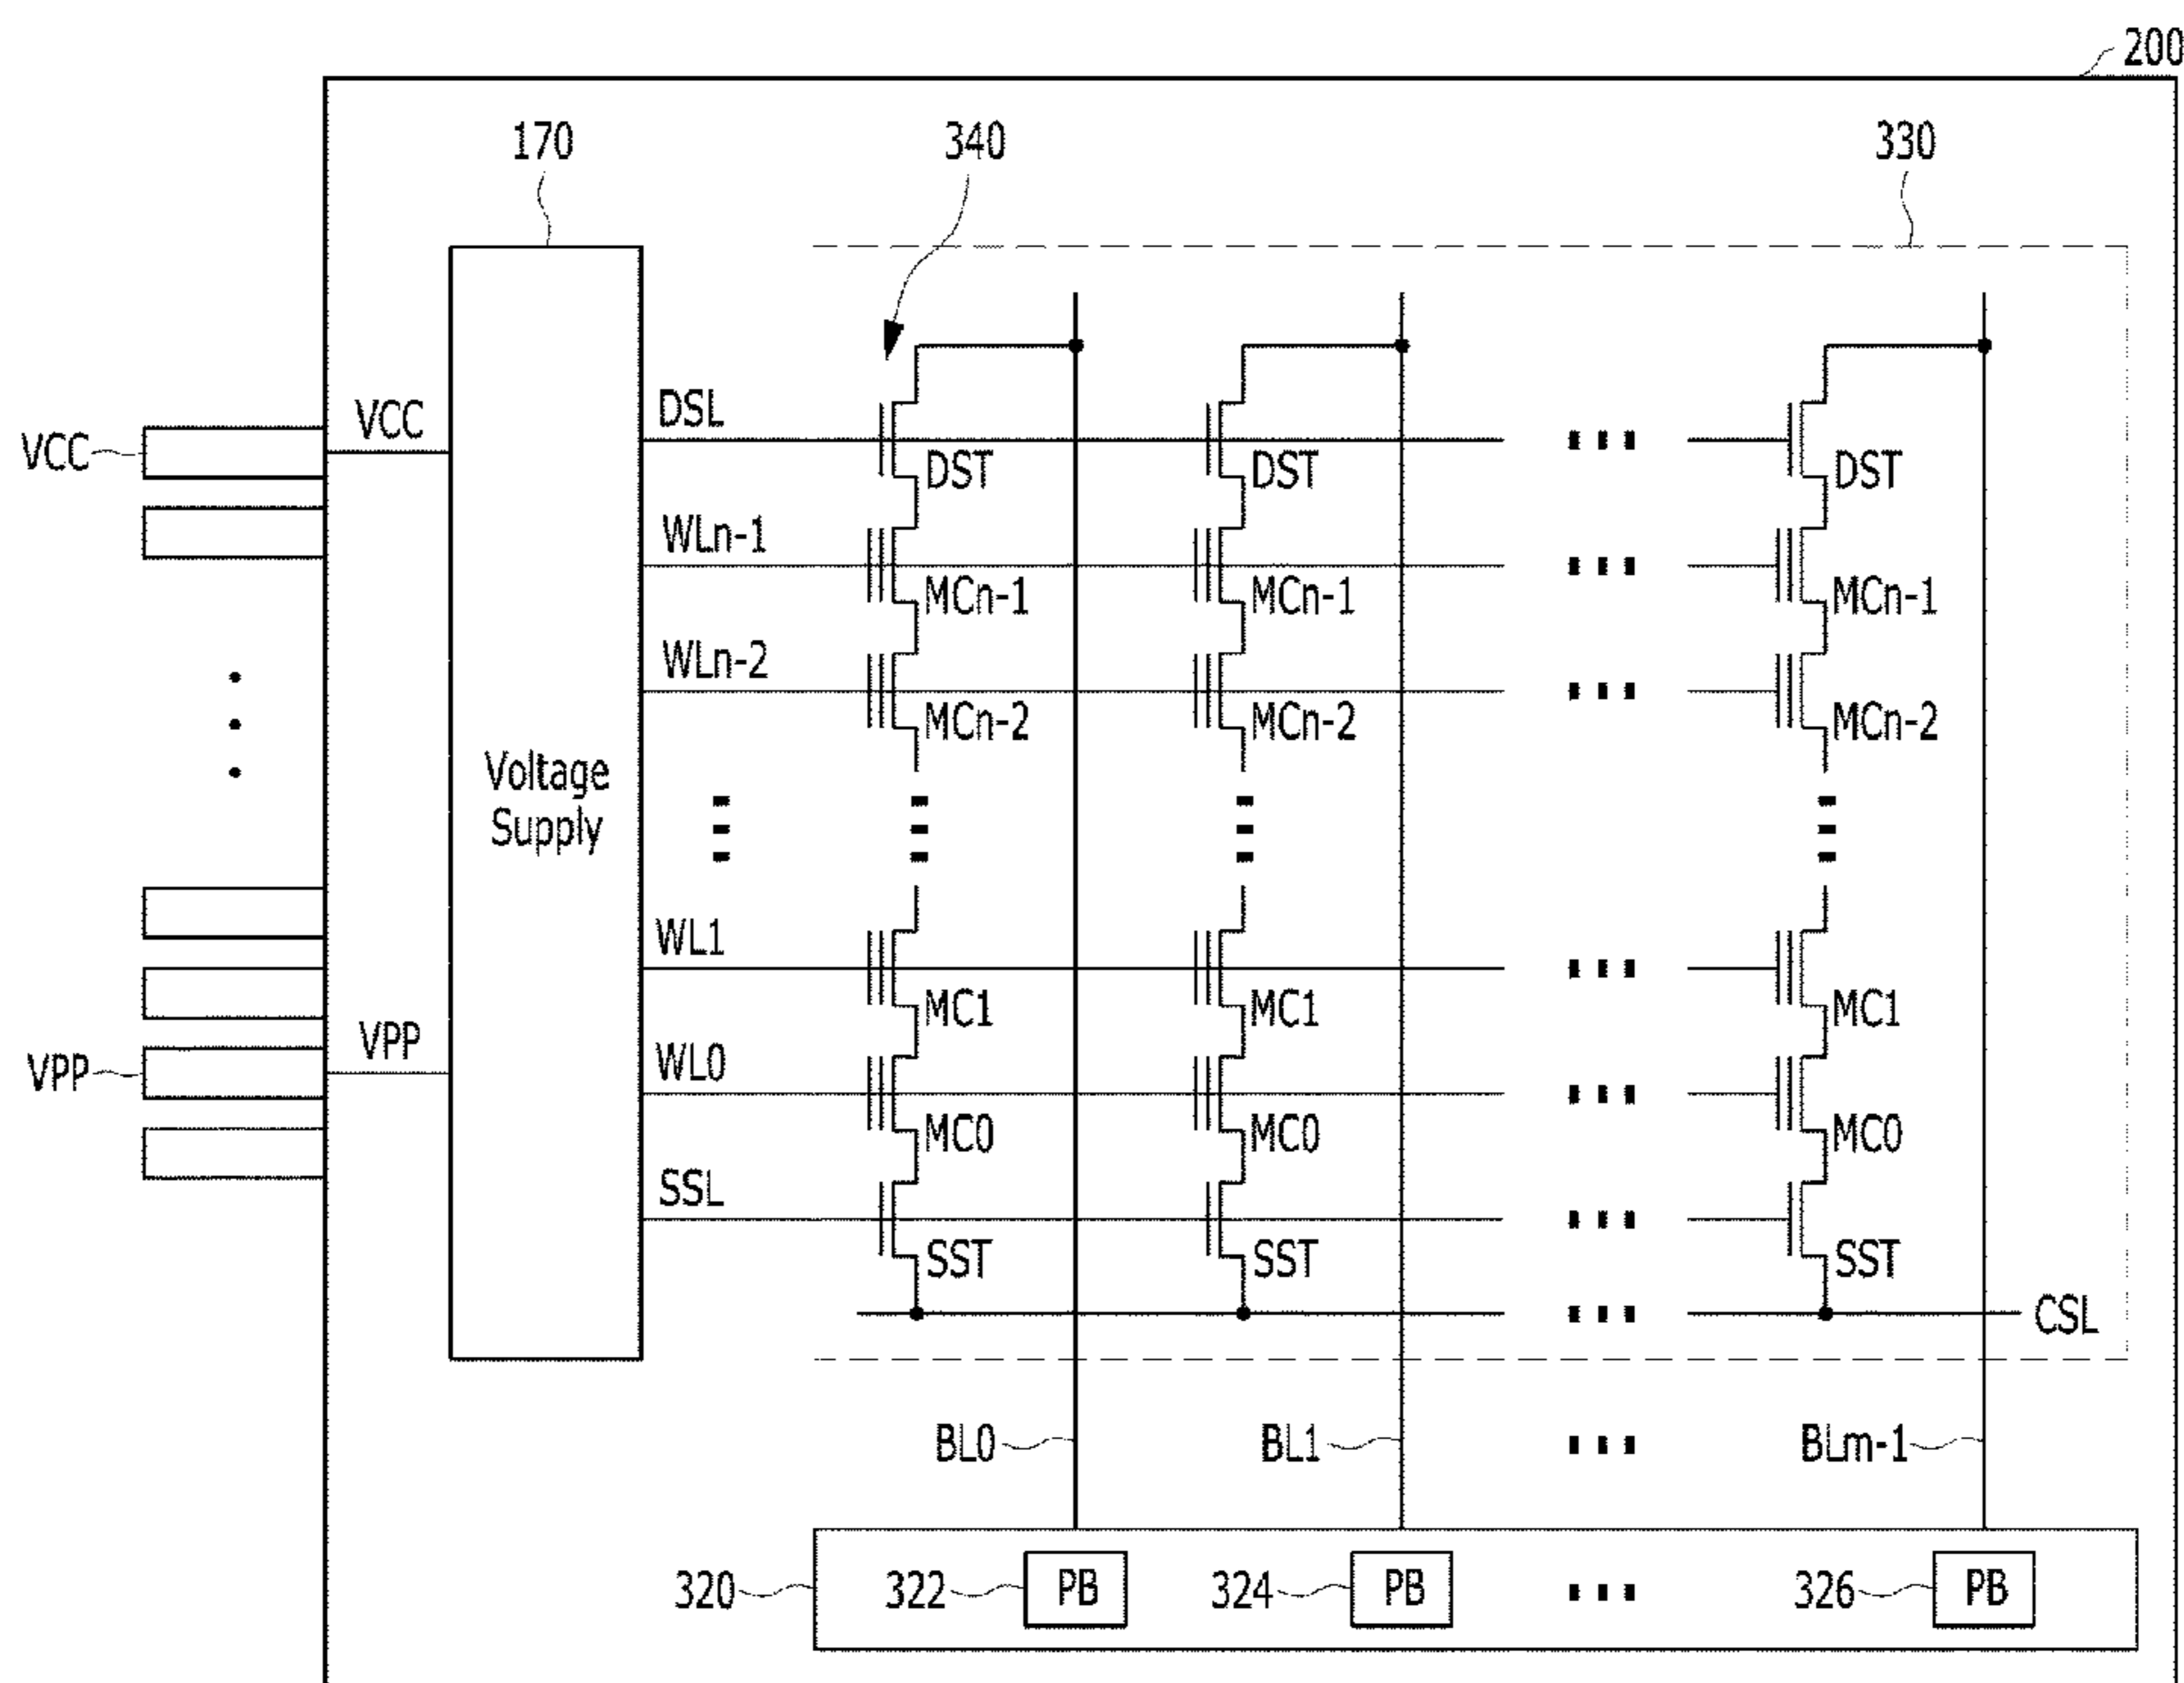 200
170
340
330
VCC
VCC
DSL
DST
DST
DST
WLn-1
MCn-1
MCn-1
MCn-1
WLn-2
MCn-2
MCn-2
MCn-2
Voltage
Supply
WL1
MC1
MC1
MC1
VPP
VPP
WL0
MC0
MC0
MC0
SSL
SST
SST
SST
CSL
BL0
BL1
BLm-1
320
322
PB
324
PB
326
PB